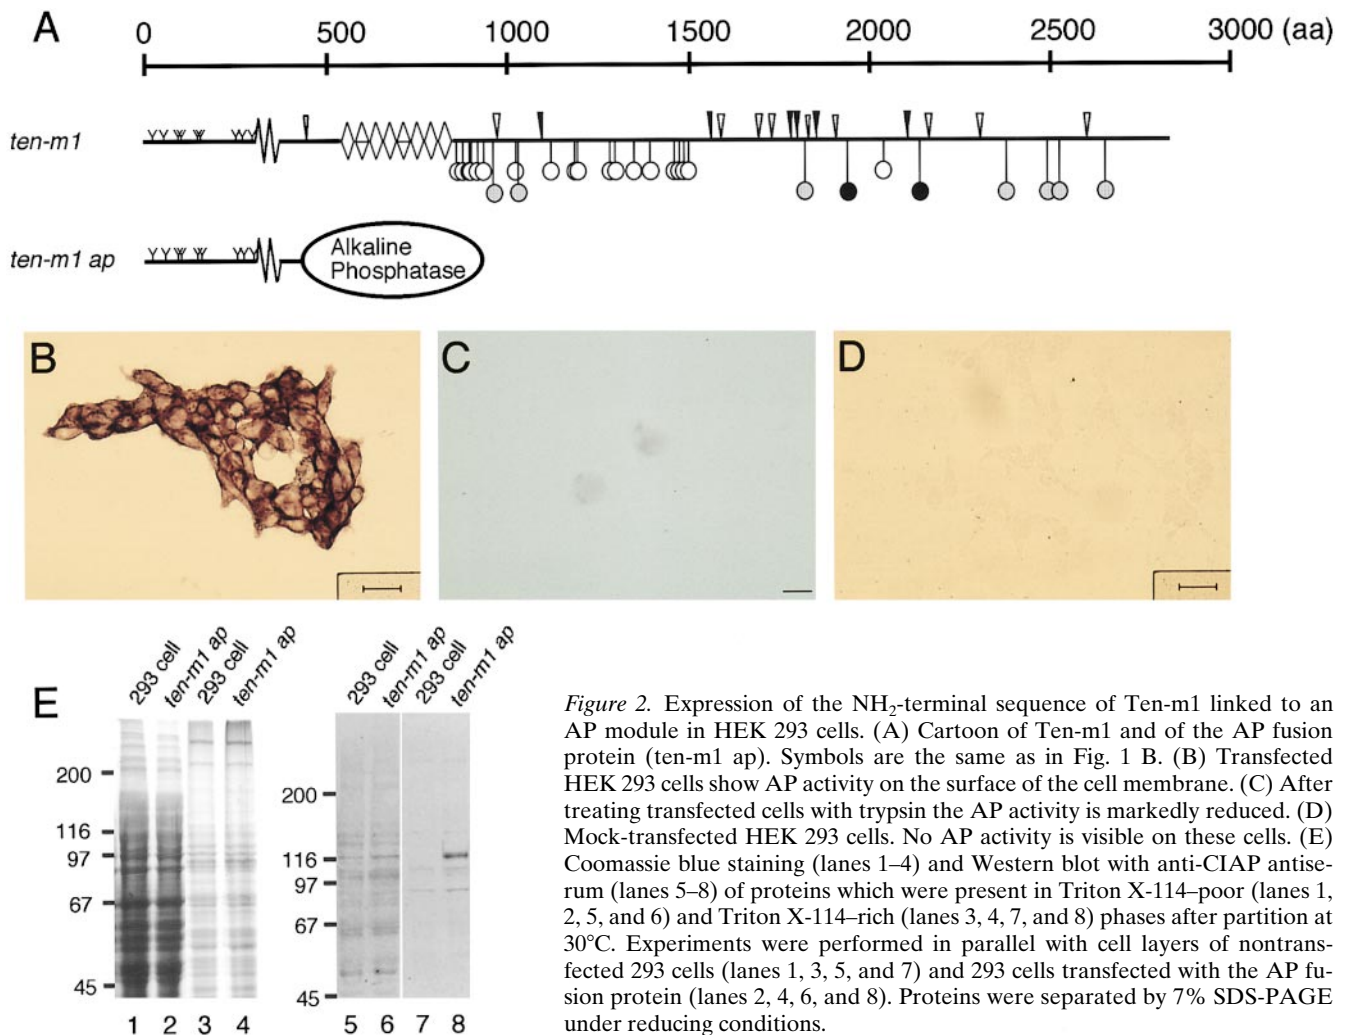 A
0 500 1000 1500 2000 2500 3000 (aa)
ten-m1
ten-m1 ap
Alkaline
Phosphatase
B
C
D
E
293 cell
ten-m1 ap
293 cell
ten-m1 ap
200
116
97
67
45
1 2 3 4
293 cell
ten-m1 ap
293 cell
ten-m1 ap
200
116
97
67
45
5 6 7 8
Figure 2. Expression of the NH₂-terminal sequence of Ten-m1 linked to an
AP module in HEK 293 cells. (A) Cartoon of Ten-m1 and of the AP fusion
protein (ten-m1 ap). Symbols are the same as in Fig. 1 B. (B) Transfected
HEK 293 cells show AP activity on the surface of the cell membrane. (C) After
treating transfected cells with trypsin the AP activity is markedly reduced. (D)
Mock-transfected HEK 293 cells. No AP activity is visible on these cells. (E)
Coomassie blue staining (lanes 1–4) and Western blot with anti-CIAP antise-
rum (lanes 5–8) of proteins which were present in Triton X-114–poor (lanes 1,
2, 5, and 6) and Triton X-114–rich (lanes 3, 4, 7, and 8) phases after partition at
30°C. Experiments were performed in parallel with cell layers of nontrans-
fected 293 cells (lanes 1, 3, 5, and 7) and 293 cells transfected with the AP fu-
sion protein (lanes 2, 4, 6, and 8). Proteins were separated by 7% SDS-PAGE
under reducing conditions.